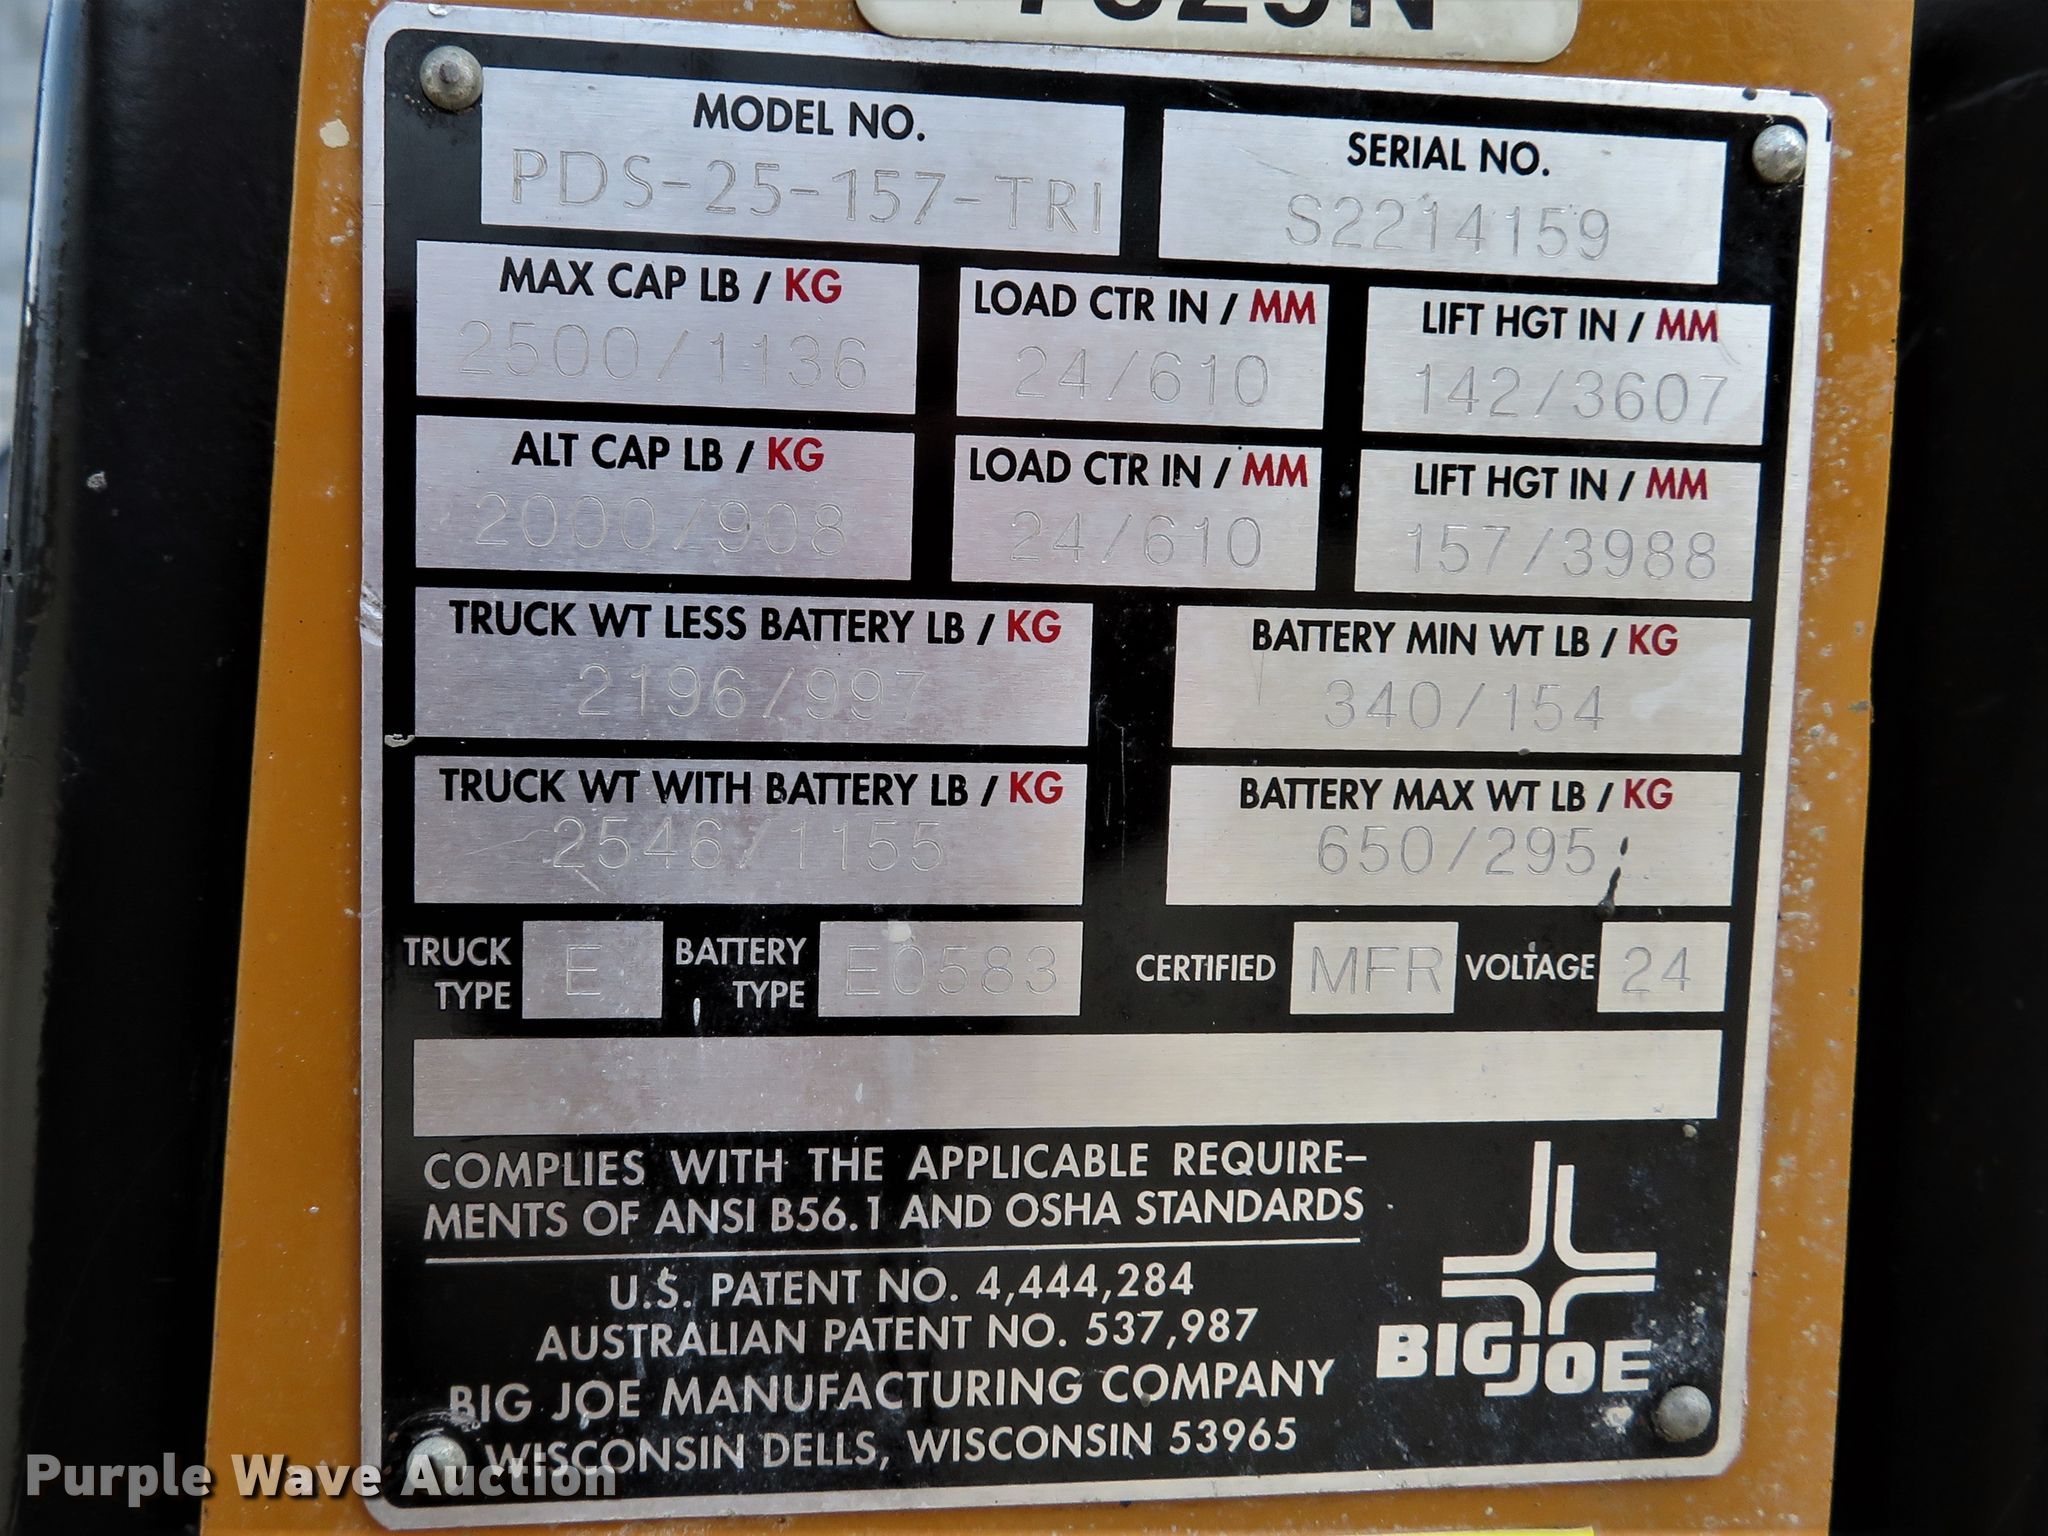 MODEL NO.
PDS-25-157-TRI
SERIAL NO.
S2214159
MAX CAP LB / KG
2500/1136
LOAD CTR IN / MM
24/610
LIFT HGT IN / MM
142/3607
ALT CAP LB / KG
2000/908
LOAD CTR IN / MM
24/610
LIFT HGT IN / MM
157/3988
TRUCK WT LESS BATTERY LB / KG
2196/997
BATTERY MIN WT LB / KG
340/154
TRUCK WT WITH BATTERY LB / KG
2546/1155
BATTERY MAX WT LB / KG
650/295
TRUCK TYPE E
BATTERY TYPE E0583
CERTIFIED MFR
VOLTAGE 24
COMPLIES WITH THE APPLICABLE REQUIRE-
MENTS OF ANSI B56.1 AND OSHA STANDARDS
U.S. PATENT NO. 4,444,284
AUSTRALIAN PATENT NO. 537,987
BIG JOE MANUFACTURING COMPANY
WISCONSIN DELLS, WISCONSIN 53965
BIG JOE
Purple Wave Auction